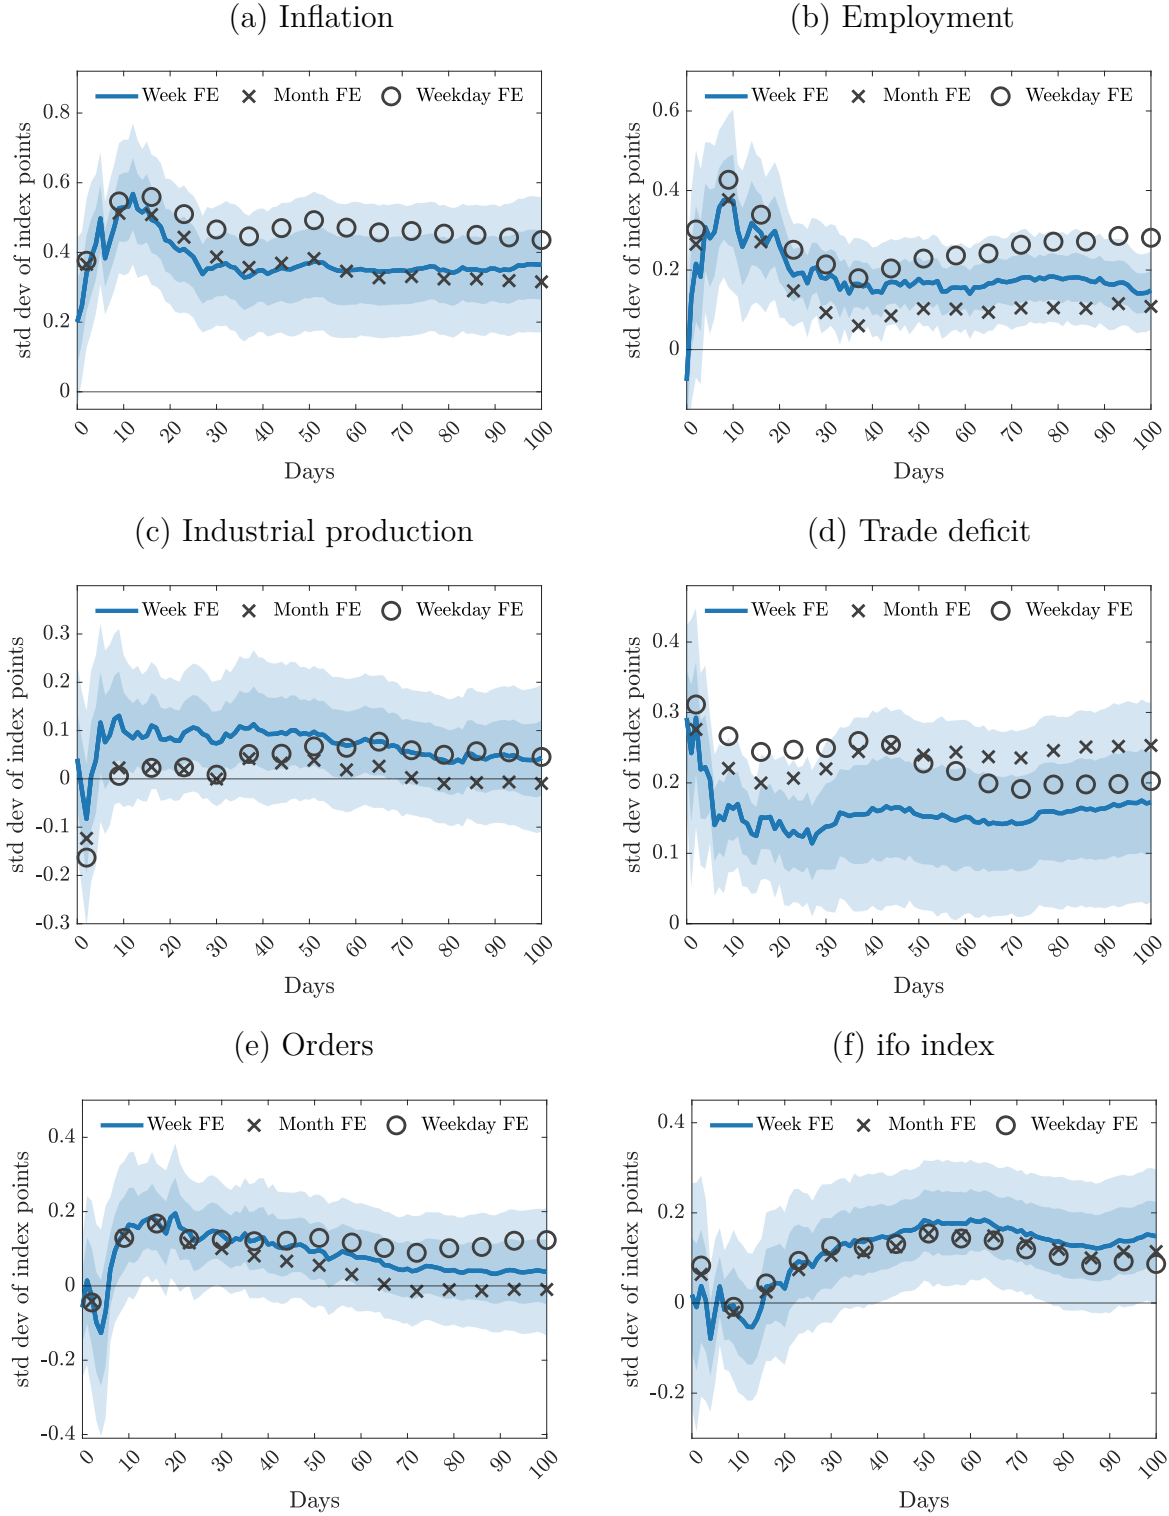 (a) Inflation
Week FE Month FE Weekday FE
std dev of index points
0.8
0.6
0.4
0.2
0
0 10 20 30 40 50 60 70 80 90 100
Days
(b) Employment
Week FE Month FE Weekday FE
std dev of index points
0.6
0.4
0.2
0
0 10 20 30 40 50 60 70 80 90 100
Days
(c) Industrial production
Week FE Month FE Weekday FE
std dev of index points
0.3
0.2
0.1
0
-0.1
-0.2
-0.3
0 10 20 30 40 50 60 70 80 90 100
Days
(d) Trade deficit
Week FE Month FE Weekday FE
std dev of index points
0.4
0.3
0.2
0.1
0
0 10 20 30 40 50 60 70 80 90 100
Days
(e) Orders
Week FE Month FE Weekday FE
std dev of index points
0.4
0.2
0
-0.2
-0.4
0 10 20 30 40 50 60 70 80 90 100
Days
(f) ifo index
Week FE Month FE Weekday FE
std dev of index points
0.4
0.2
0
-0.2
0 10 20 30 40 50 60 70 80 90 100
Days